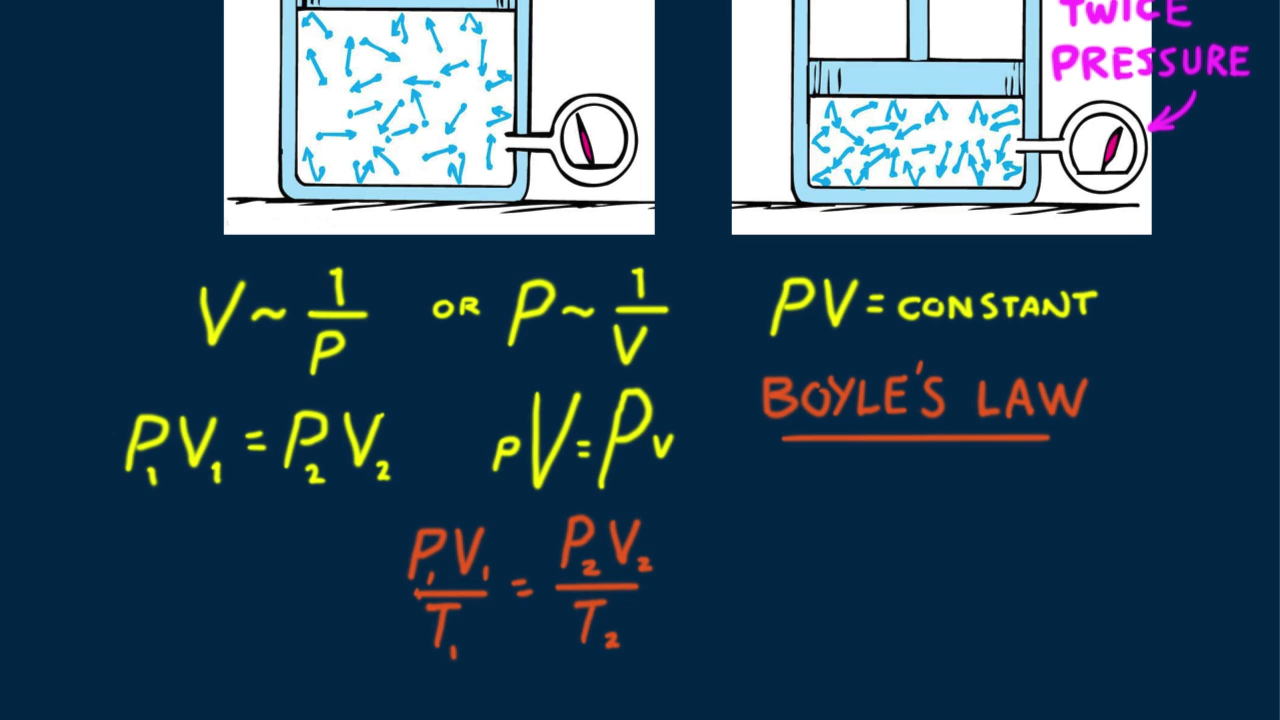 TWICE
PRESSURE
V ~ 1/P OR P ~ 1/V PV = CONSTANT
BOYLE'S LAW
P₁V₁ = P₂V₂ pV = Pv
P₁V₁/T₁ = P₂V₂/T₂